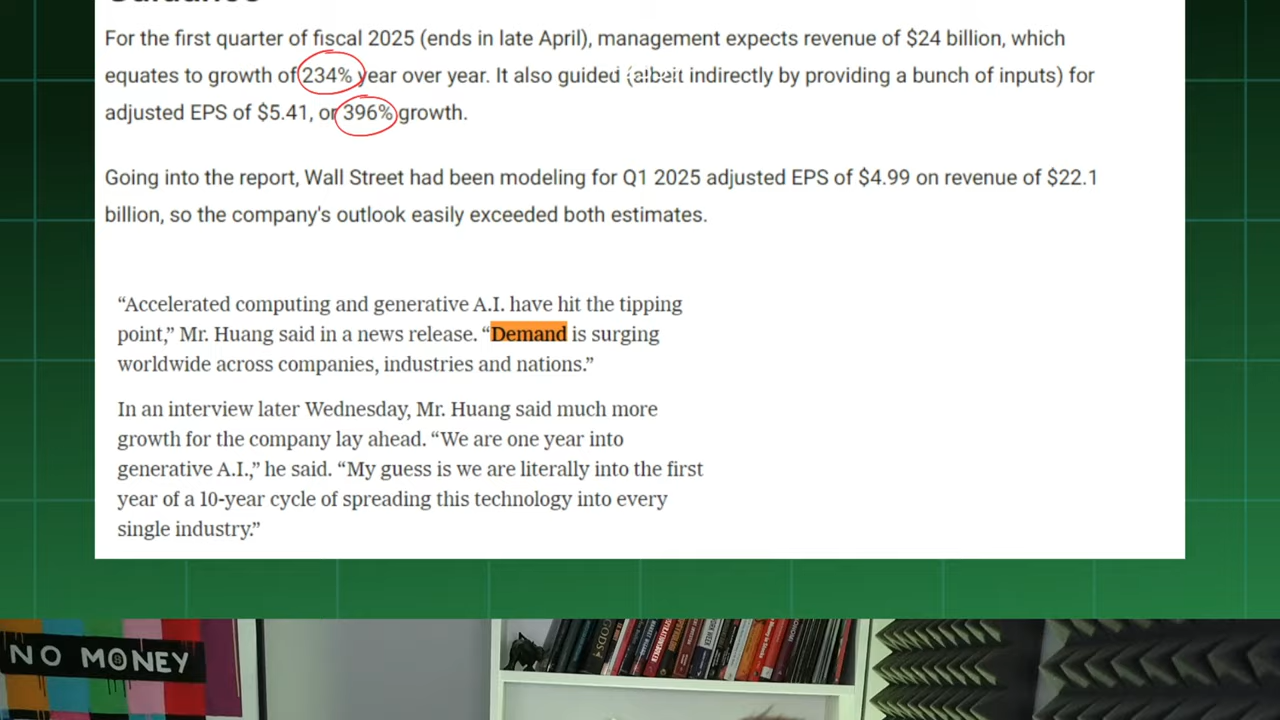 Guidance
For the first quarter of fiscal 2025 (ends in late April), management expects revenue of $24 billion, which
equates to growth of 234% year over year. It also guided (albeit indirectly by providing a bunch of inputs) for
adjusted EPS of $5.41, or 396% growth.
Going into the report, Wall Street had been modeling for Q1 2025 adjusted EPS of $4.99 on revenue of $22.1
billion, so the company's outlook easily exceeded both estimates.
“Accelerated computing and generative A.I. have hit the tipping
point,” Mr. Huang said in a news release. “Demand is surging
worldwide across companies, industries and nations.”
In an interview later Wednesday, Mr. Huang said much more
growth for the company lay ahead. “We are one year into
generative A.I.,” he said. “My guess is we are literally into the first
year of a 10-year cycle of spreading this technology into every
single industry.”
NO MONEY